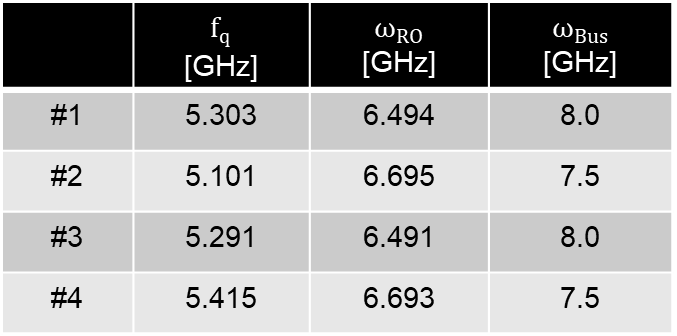 f_q [GHz] ω_RO [GHz] ω_Bus [GHz]
#1 5.303 6.494 8.0
#2 5.101 6.695 7.5
#3 5.291 6.491 8.0
#4 5.415 6.693 7.5